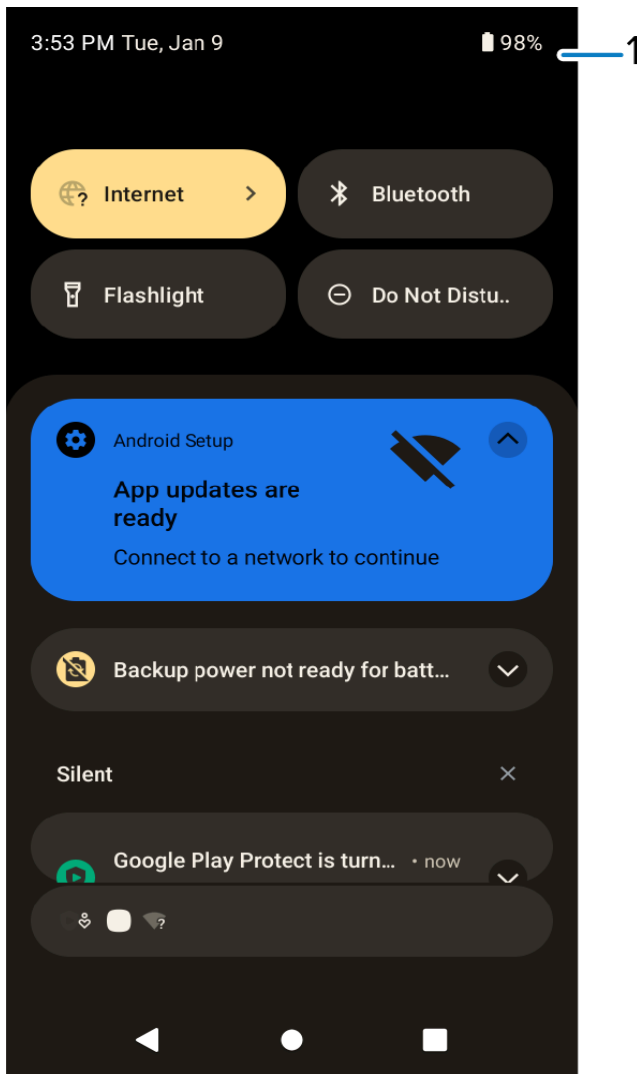 3:53 PM Tue, Jan 9 98%
1
Internet
Bluetooth
Flashlight
Do Not Distu..
Android Setup
App updates are
ready
Connect to a network to continue
Backup power not ready for batt...
Silent
Google Play Protect is turn... • now